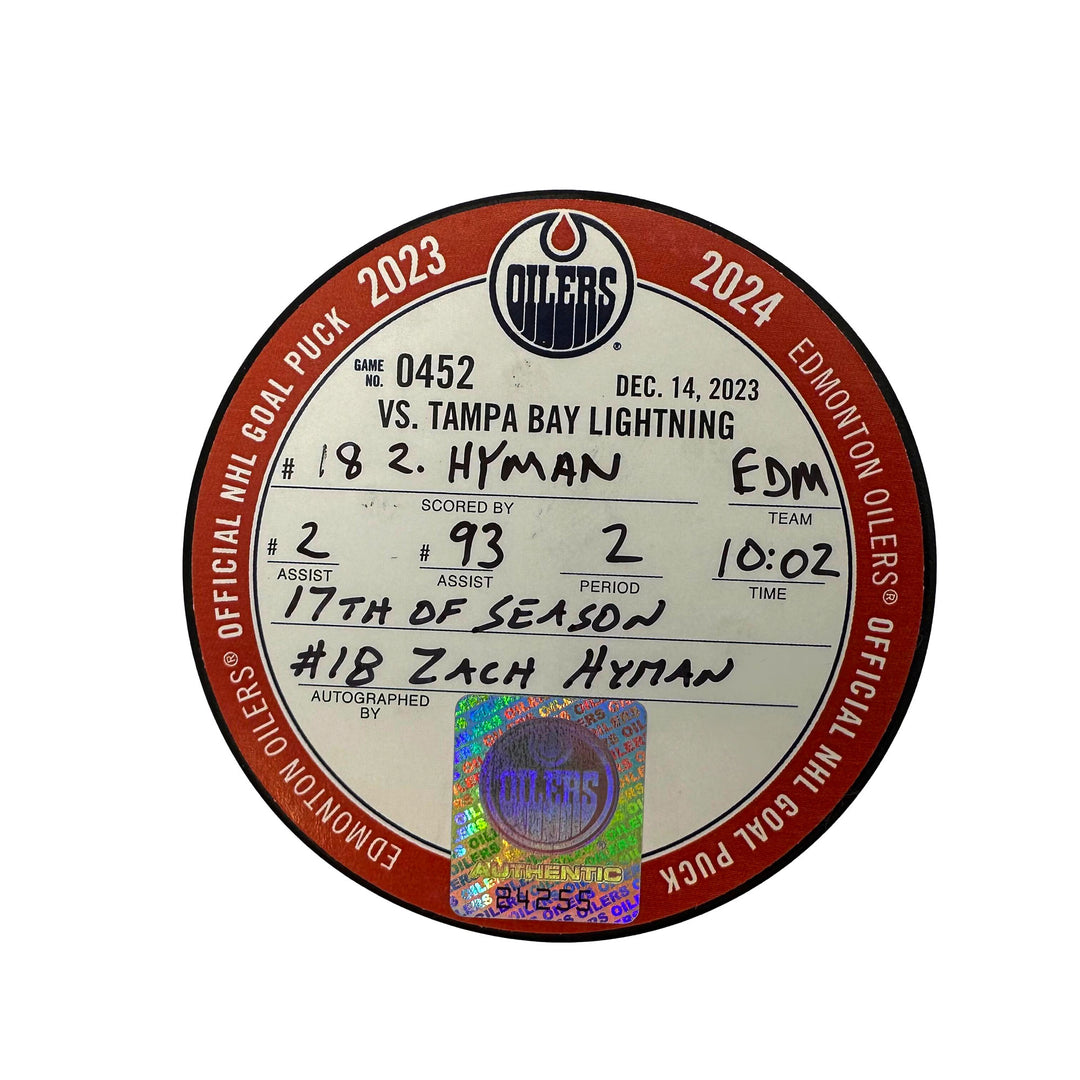 2023
2024
EDMONTON OILERS® OFFICIAL NHL GOAL PUCK
EDMONTON OILERS® OFFICIAL NHL GOAL PUCK
OILERS
GAME NO. 0452
DEC. 14, 2023
VS. TAMPA BAY LIGHTNING
# 18 Z. HYMAN EDM
SCORED BY TEAM
# 2 # 93 2 10:02
ASSIST ASSIST PERIOD TIME
17TH OF SEASON
#18 ZACH HYMAN
AUTOGRAPHED BY
OILERS
AUTHENTIC
24255